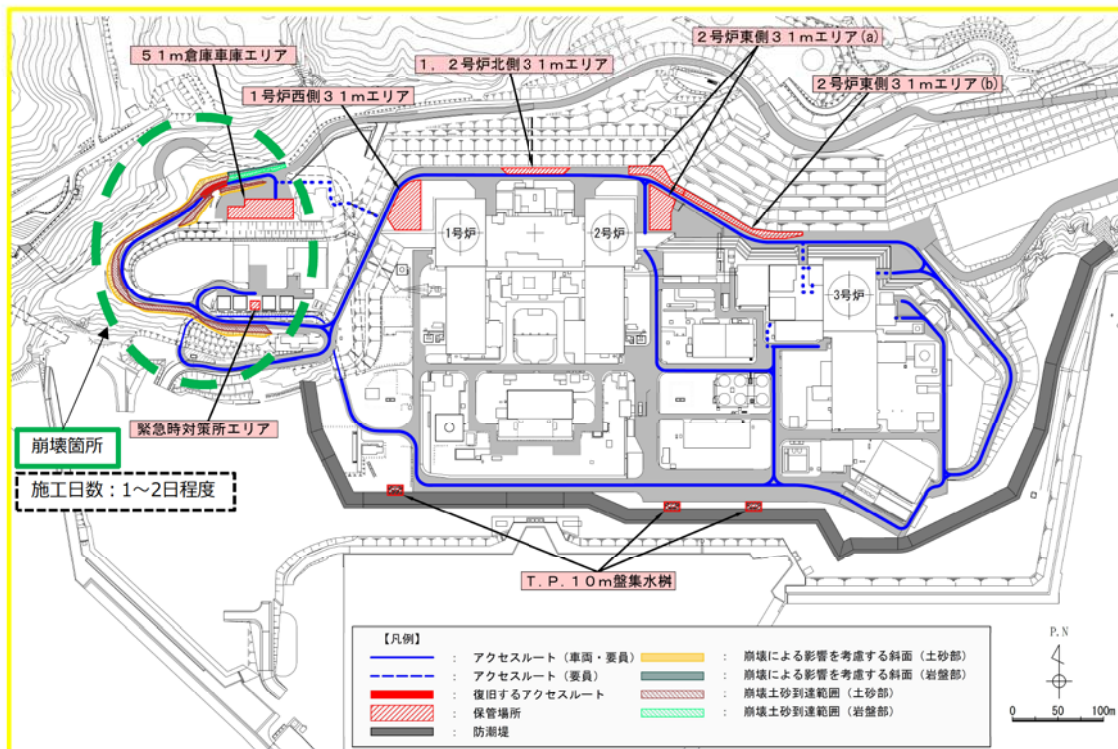 51m倉庫車庫エリア
1号炉西側31mエリア
1．2号炉北側31mエリア
2号炉東側31mエリア(a)
2号炉東側31mエリア(b)
1号炉
2号炉
3号炉
緊急時対策所エリア
崩壊箇所
施工日数：1～2日程度
T.P.10m盤集水桝
【凡例】
： アクセスルート（車両・要員）
： アクセスルート（要員）
： 復旧するアクセスルート
： 保管場所
： 防潮堤
： 崩壊による影響を考慮する斜面（土砂部）
： 崩壊による影響を考慮する斜面（岩盤部）
： 崩壊土砂到達範囲（土砂部）
： 崩壊土砂到達範囲（岩盤部）
P.N
0 50 100m